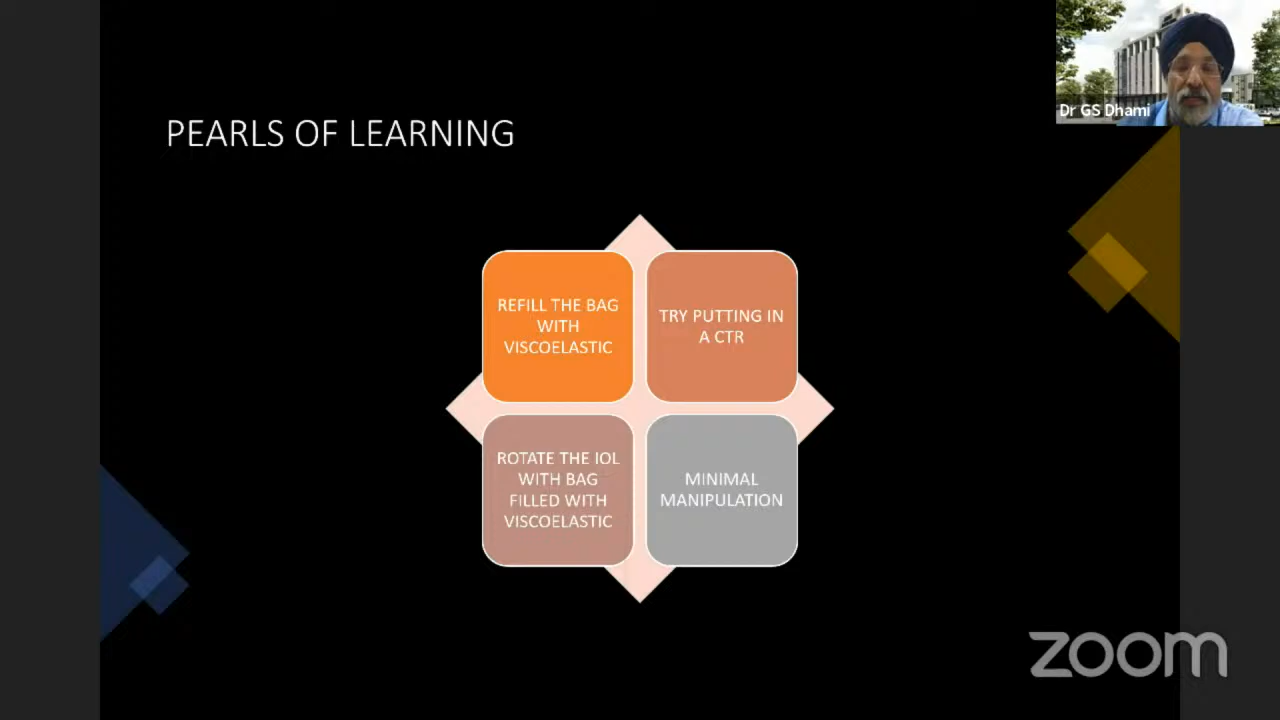 Dr GS Dhami
PEARLS OF LEARNING
REFILL THE BAG
WITH
VISCOELASTIC
TRY PUTTING IN
A CTR
ROTATE THE IOL
WITH BAG
FILLED WITH
VISCOELASTIC
MINIMAL
MANIPULATION
zoom